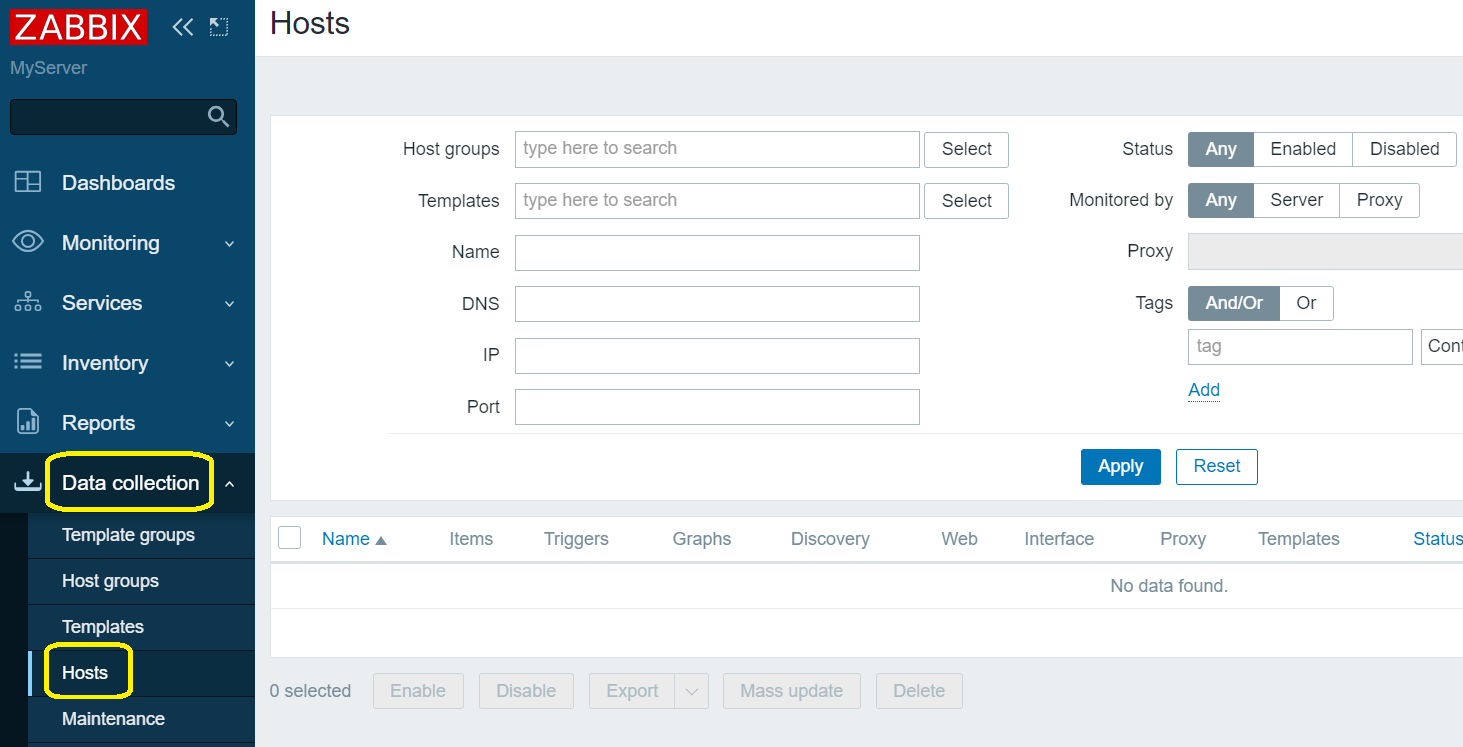 ZABBIX
MyServer
Dashboards
Monitoring
Services
Inventory
Reports
Data collection
Template groups
Host groups
Templates
Hosts
Maintenance
Hosts
Host groups type here to search Select
Templates type here to search Select
Name
DNS
IP
Port
Status Any Enabled Disabled
Monitored by Any Server Proxy
Proxy
Tags And/Or Or
tag Cont
Add
Apply Reset
Name Items Triggers Graphs Discovery Web Interface Proxy Templates Status
No data found.
0 selected Enable Disable Export Mass update Delete